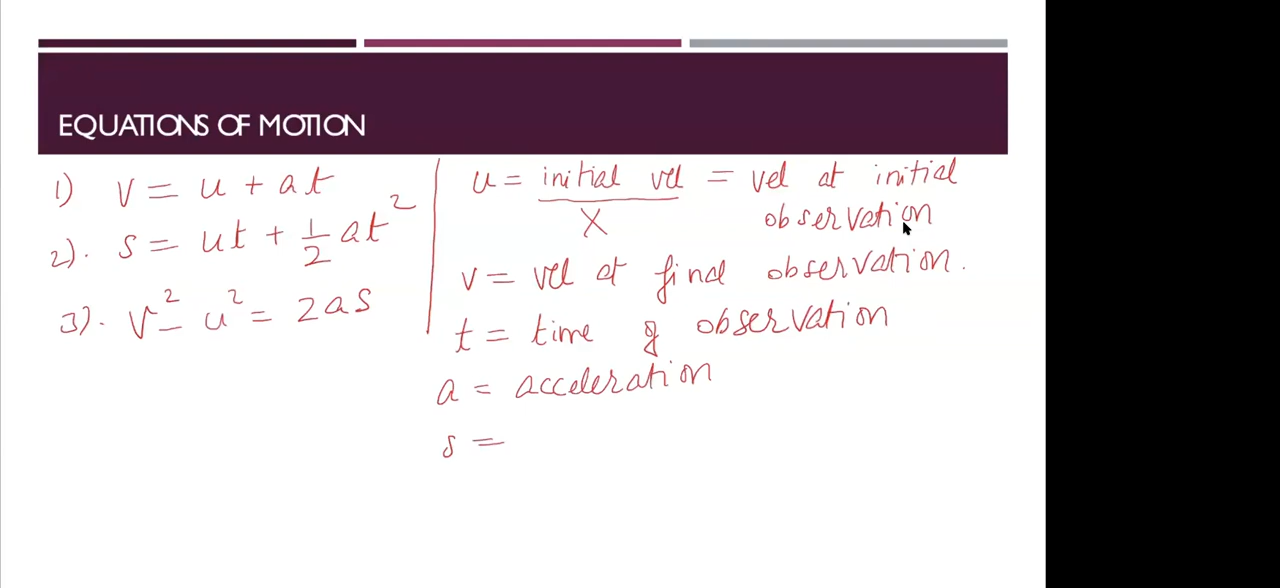 EQUATIONS OF MOTION
1) v = u + at
2). s = ut + 1/2 at²
3). v² - u² = 2as
u = initial vel = vel at initial
X observation
v = vel at final observation.
t = time of observation
a = acceleration
s =